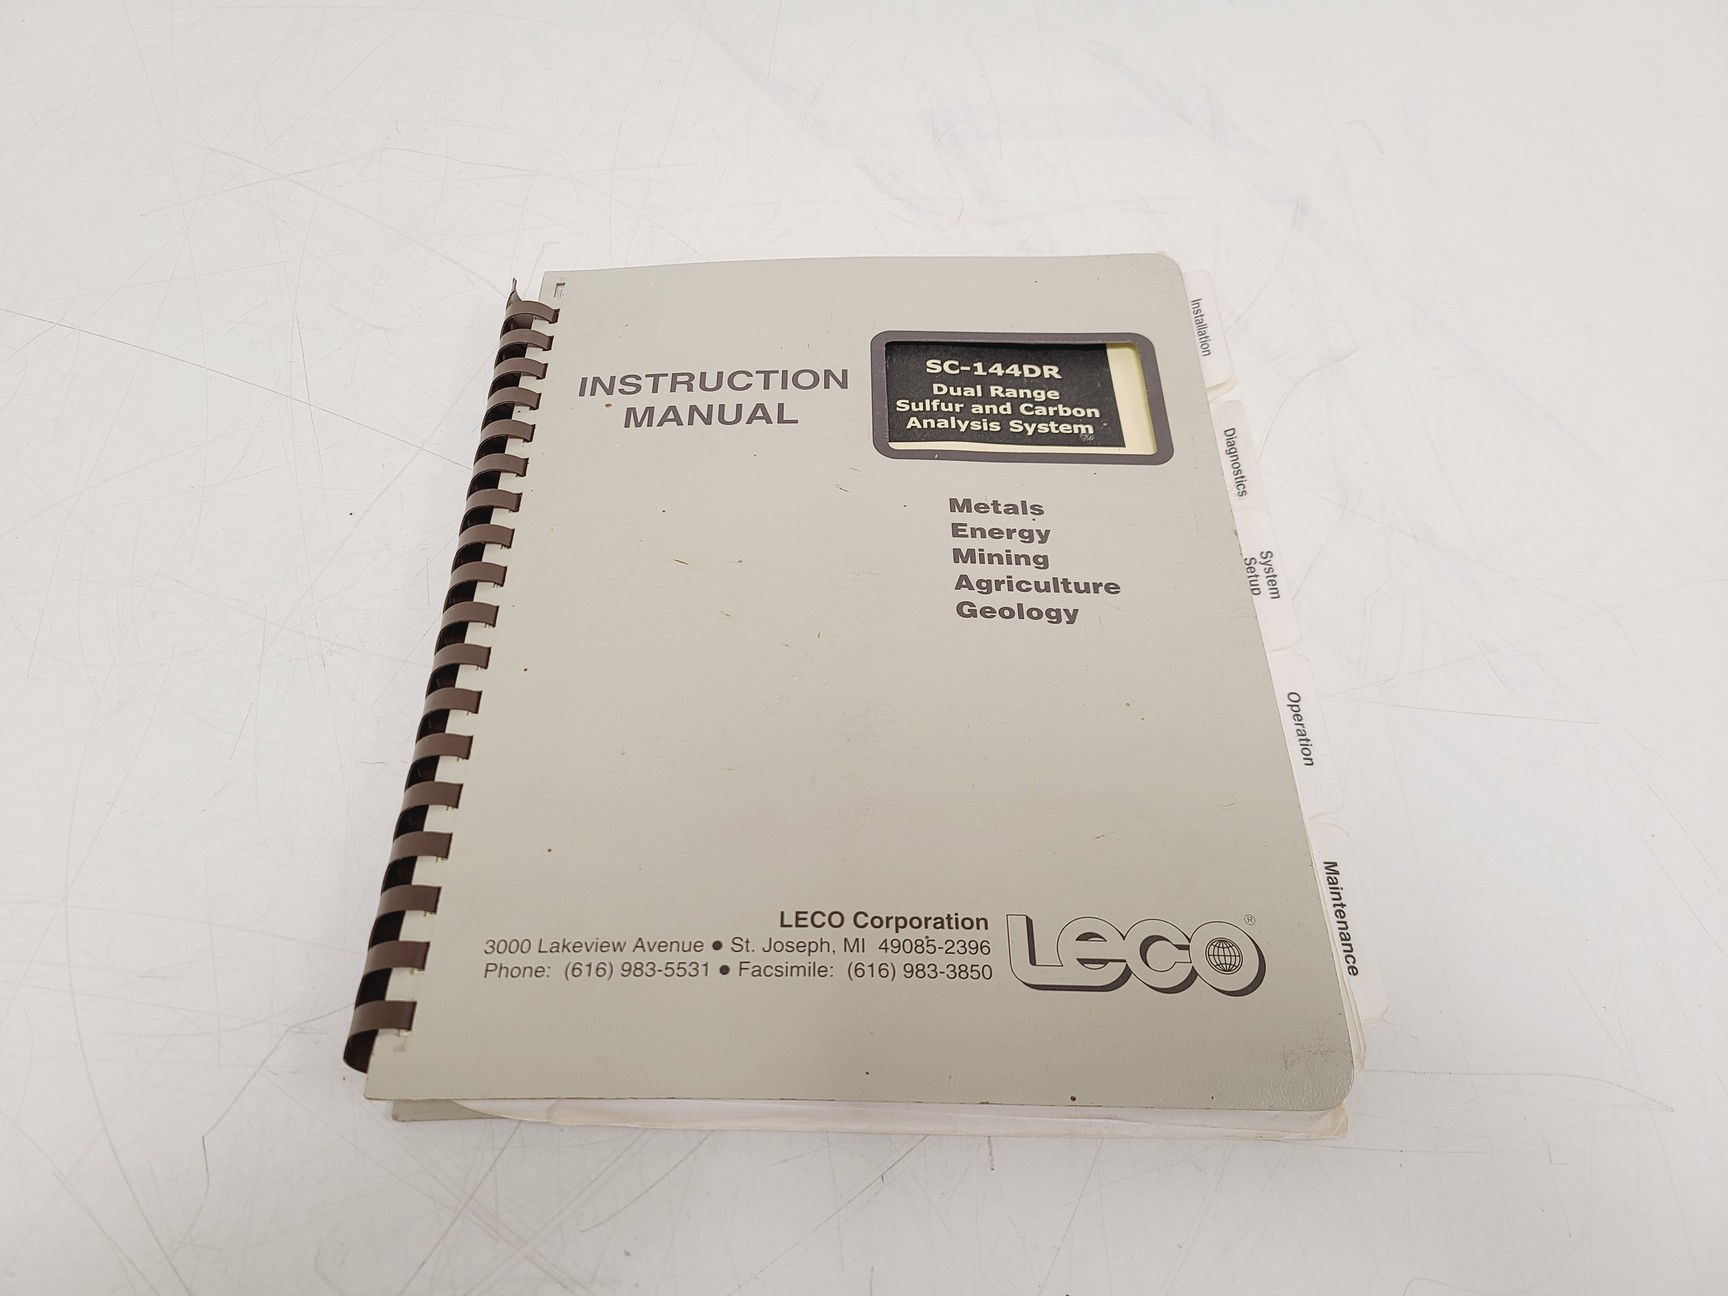 INSTRUCTION
MANUAL
SC-144DR
Dual Range
Sulfur and Carbon
Analysis System
Metals
Energy
Mining
Agriculture
Geology
LECO Corporation
3000 Lakeview Avenue ● St. Joseph, MI 49085-2396
Phone: (616) 983-5531 ● Facsimile: (616) 983-3850
LECO®
Installation
Diagnostics
System
Setup
Operation
Maintenance